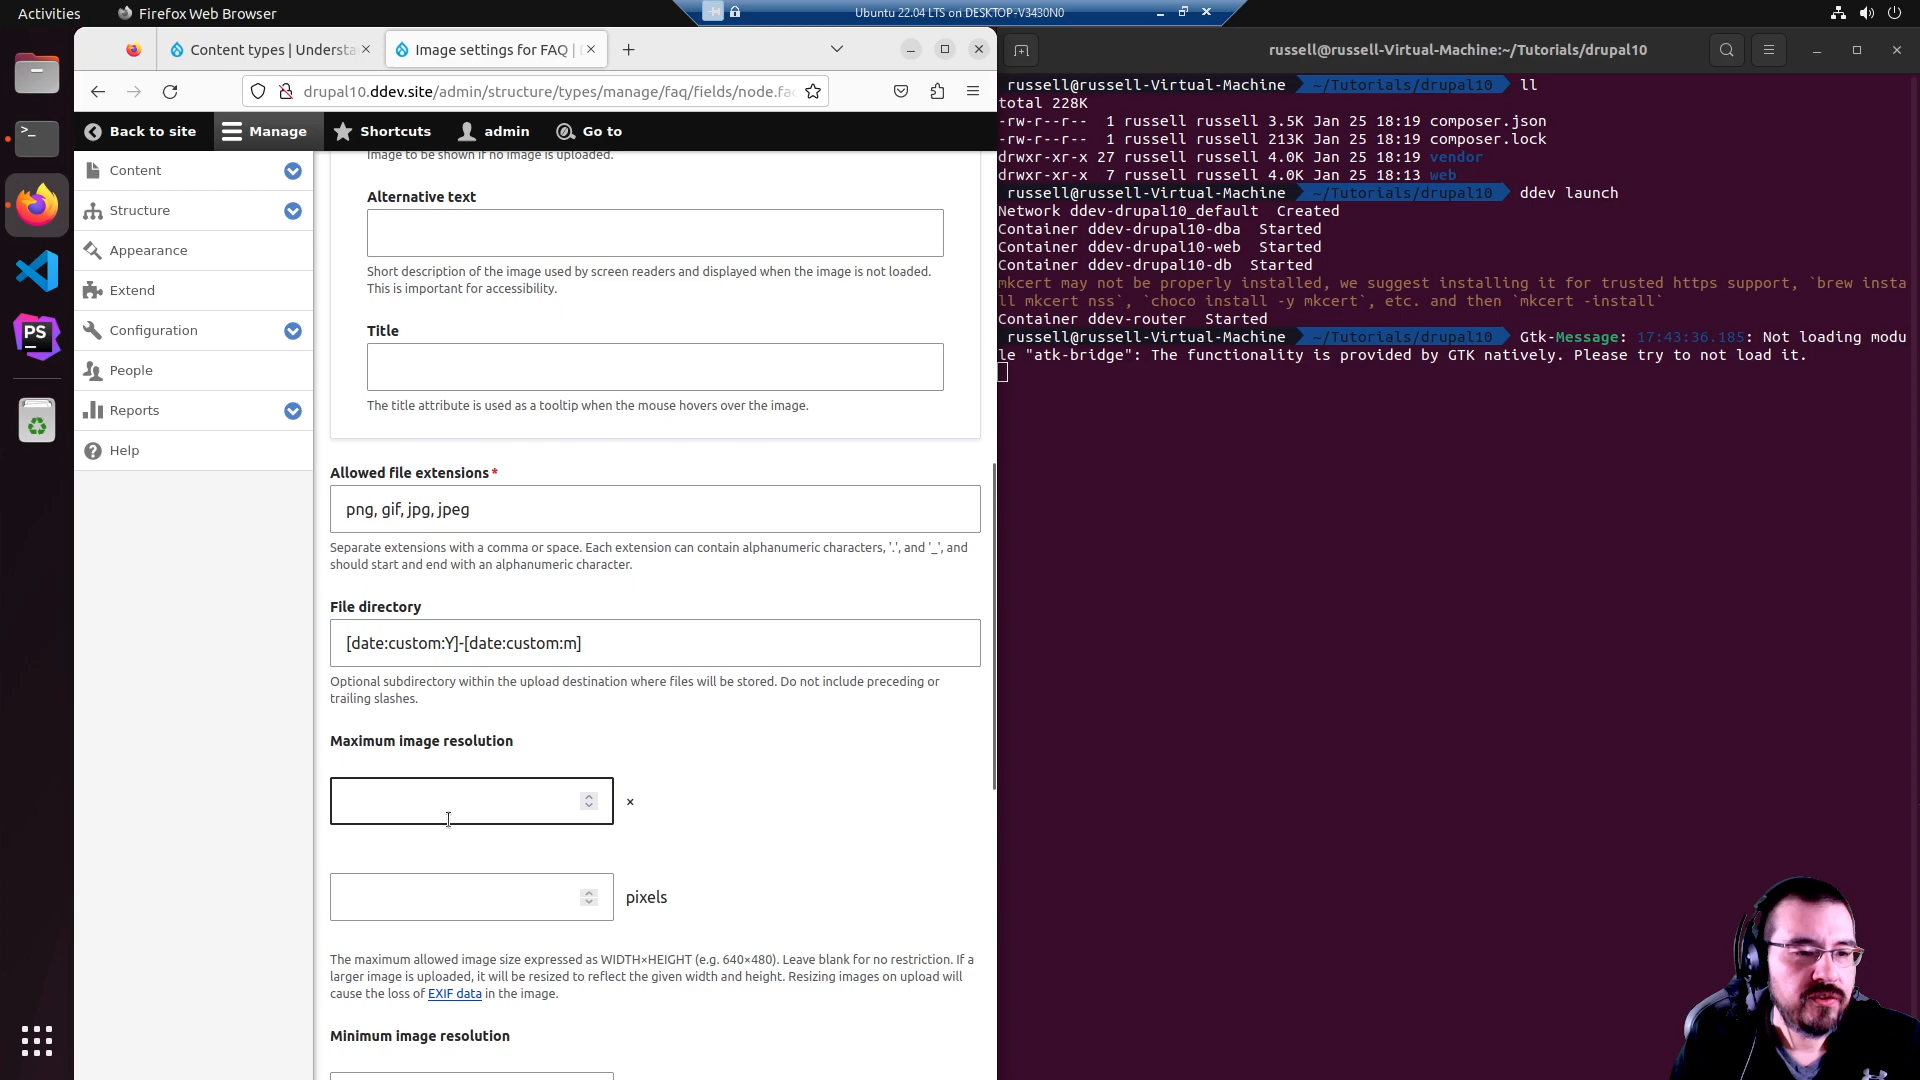 Activities
Firefox Web Browser
Ubuntu 22.04 LTS on DESKTOP-V3430N0
Content types | Understa
Image settings for FAQ |
russell@russell-Virtual-Machine:~/Tutorials/drupal10
drupal10.ddev.site/admin/structure/types/manage/faq/fields/node.fac
Back to site
Manage
Shortcuts
admin
Go to
Content
Structure
Appearance
Extend
Configuration
People
Reports
Help
Image to be shown if no image is uploaded.
Alternative text
Short description of the image used by screen readers and displayed when the image is not loaded.
This is important for accessibility.
Title
The title attribute is used as a tooltip when the mouse hovers over the image.
Allowed file extensions*
png, gif, jpg, jpeg
Separate extensions with a comma or space. Each extension can contain alphanumeric characters, '.', and '_', and
should start and end with an alphanumeric character.
File directory
[date:custom:Y]-[date:custom:m]
Optional subdirectory within the upload destination where files will be stored. Do not include preceding or
trailing slashes.
Maximum image resolution
×
pixels
The maximum allowed image size expressed as WIDTH×HEIGHT (e.g. 640×480). Leave blank for no restriction. If a
larger image is uploaded, it will be resized to reflect the given width and height. Resizing images on upload will
cause the loss of EXIF data in the image.
Minimum image resolution
russell@russell-Virtual-Machine ~/Tutorials/drupal10 ll
total 228K
-rw-r--r-- 1 russell russell 3.5K Jan 25 18:19 composer.json
-rw-r--r-- 1 russell russell 213K Jan 25 18:19 composer.lock
drwxr-xr-x 27 russell russell 4.0K Jan 25 18:19 vendor
drwxr-xr-x 7 russell russell 4.0K Jan 25 18:13 web
russell@russell-Virtual-Machine ~/Tutorials/drupal10 ddev launch
Network ddev-drupal10_default Created
Container ddev-drupal10-dba Started
Container ddev-drupal10-web Started
Container ddev-drupal10-db Started
mkcert may not be properly installed, we suggest installing it for trusted https support, `brew insta
ll mkcert nss`, `choco install -y mkcert`, etc. and then `mkcert -install`
Container ddev-router Started
russell@russell-Virtual-Machine ~/Tutorials/drupal10 Gtk-Message: 17:43:36.185: Not loading modu
le "atk-bridge": The functionality is provided by GTK natively. Please try to not load it.
PS